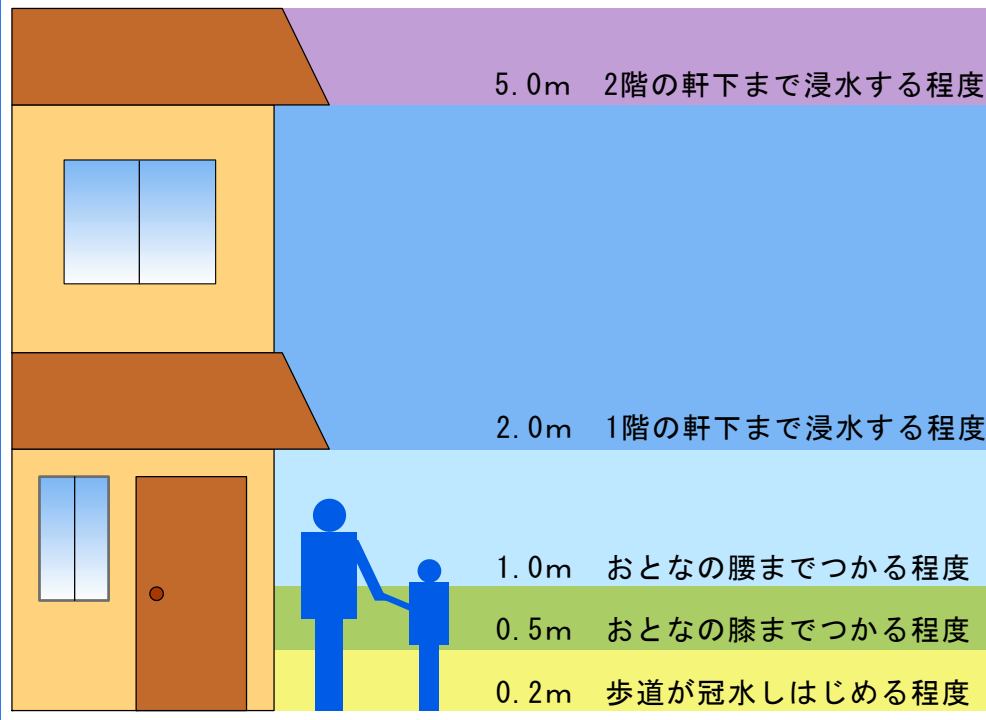 5.0m 2階の軒下まで浸水する程度
2.0m 1階の軒下まで浸水する程度
1.0m おとなの腰までつかる程度
0.5m おとなの膝までつかる程度
0.2m 歩道が冠水しはじめる程度